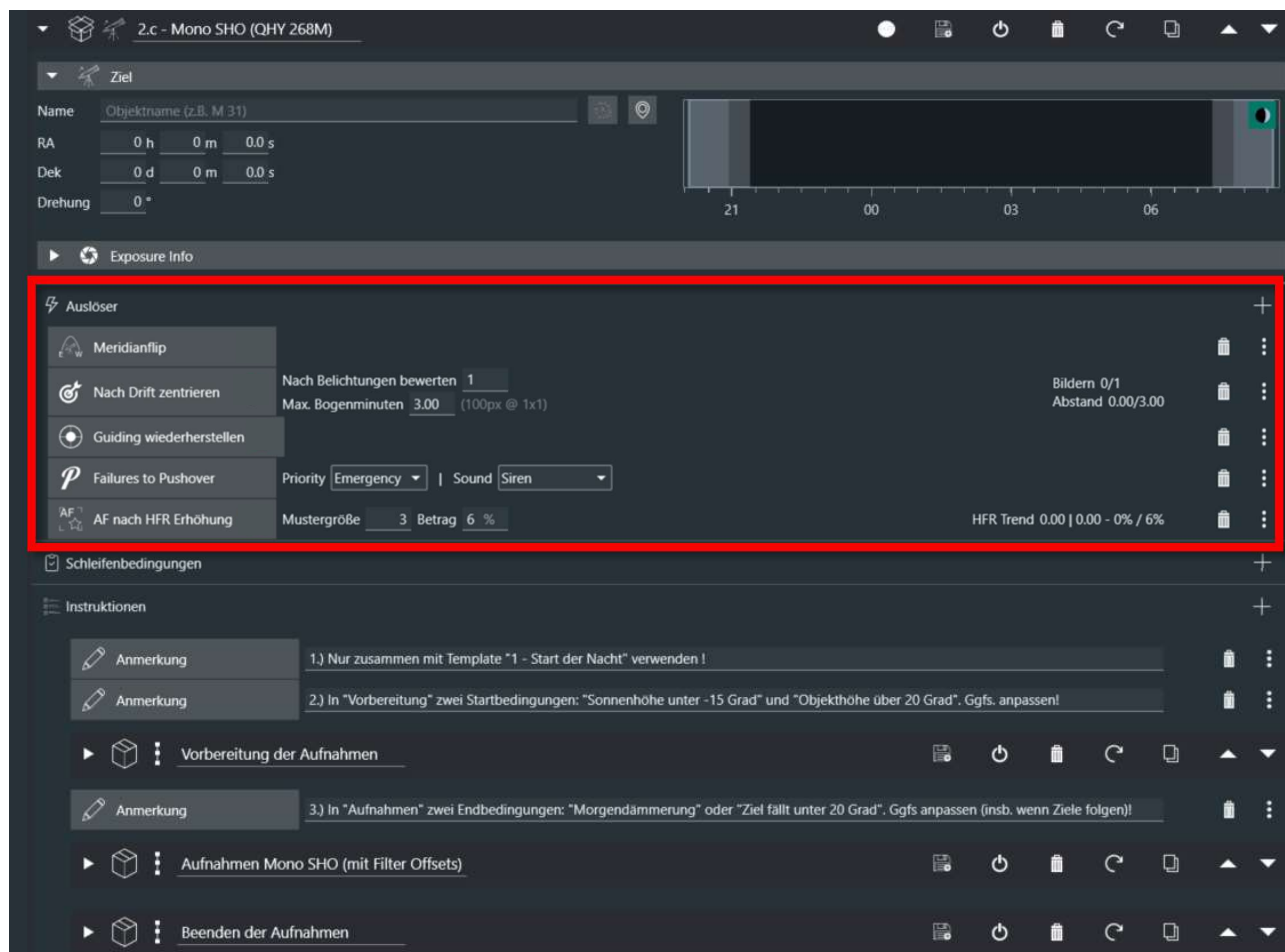 2.c - Mono SHO (QHY 268M)
Ziel
Name Objektname (z.B. M 31)
RA 0 h 0 m 0.0 s
Dek 0 d 0 m 0.0 s
Drehung 0 °
21 00 03 06
Exposure Info
Auslöser
E W Meridianflip
Nach Drift zentrieren Nach Belichtungen bewerten 1 Bildern 0/1
Max. Bogenminuten 3.00 (100px @ 1x1) Abstand 0.00/3.00
Guiding wiederherstellen
Failures to Pushover Priority Emergency | Sound Siren
AF AF nach HFR Erhöhung Mustergröße 3 Betrag 6 % HFR Trend 0.00 | 0.00 - 0% / 6%
Schleifenbedingungen
Instruktionen
Anmerkung 1.) Nur zusammen mit Template "1 - Start der Nacht" verwenden !
Anmerkung 2.) In "Vorbereitung" zwei Startbedingungen: "Sonnenhöhe unter -15 Grad" und "Objekthöhe über 20 Grad". Ggfs. anpassen!
Vorbereitung der Aufnahmen
Anmerkung 3.) In "Aufnahmen" zwei Endbedingungen: "Morgendämmerung" oder "Ziel fällt unter 20 Grad". Ggfs anpassen (insb. wenn Ziele folgen)!
Aufnahmen Mono SHO (mit Filter Offsets)
Beenden der Aufnahmen